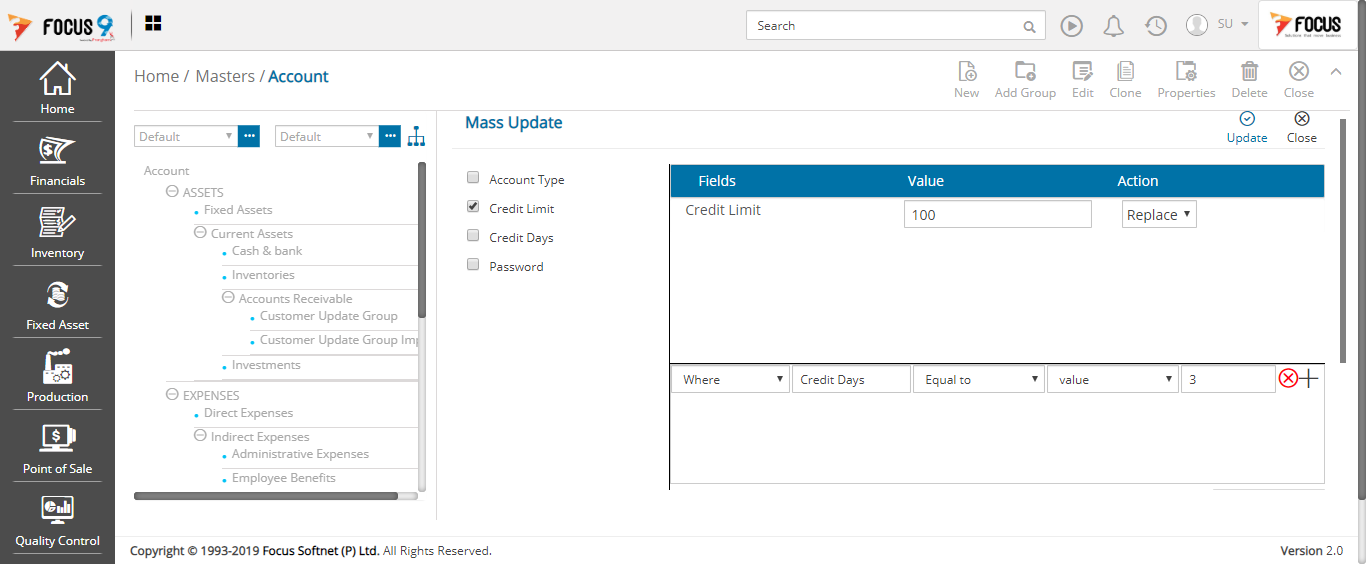 FOCUS 9
Search
SU
FOCUS
Home / Masters / Account
New
Add Group
Edit
Clone
Properties
Delete
Close
Home
Financials
Inventory
Fixed Asset
Production
Point of Sale
Quality Control
Default
Default
Account
ASSETS
Fixed Assets
Current Assets
Cash & bank
Inventories
Accounts Receivable
Customer Update Group
Customer Update Group Imp
Investments
EXPENSES
Direct Expenses
Indirect Expenses
Administrative Expenses
Employee Benefits
Mass Update
Update
Close
Account Type
Credit Limit
Credit Days
Password
Fields Value Action
Credit Limit 100 Replace
Where Credit Days Equal to value 3
Copyright © 1993-2019 Focus Softnet (P) Ltd. All Rights Reserved.
Version 2.0